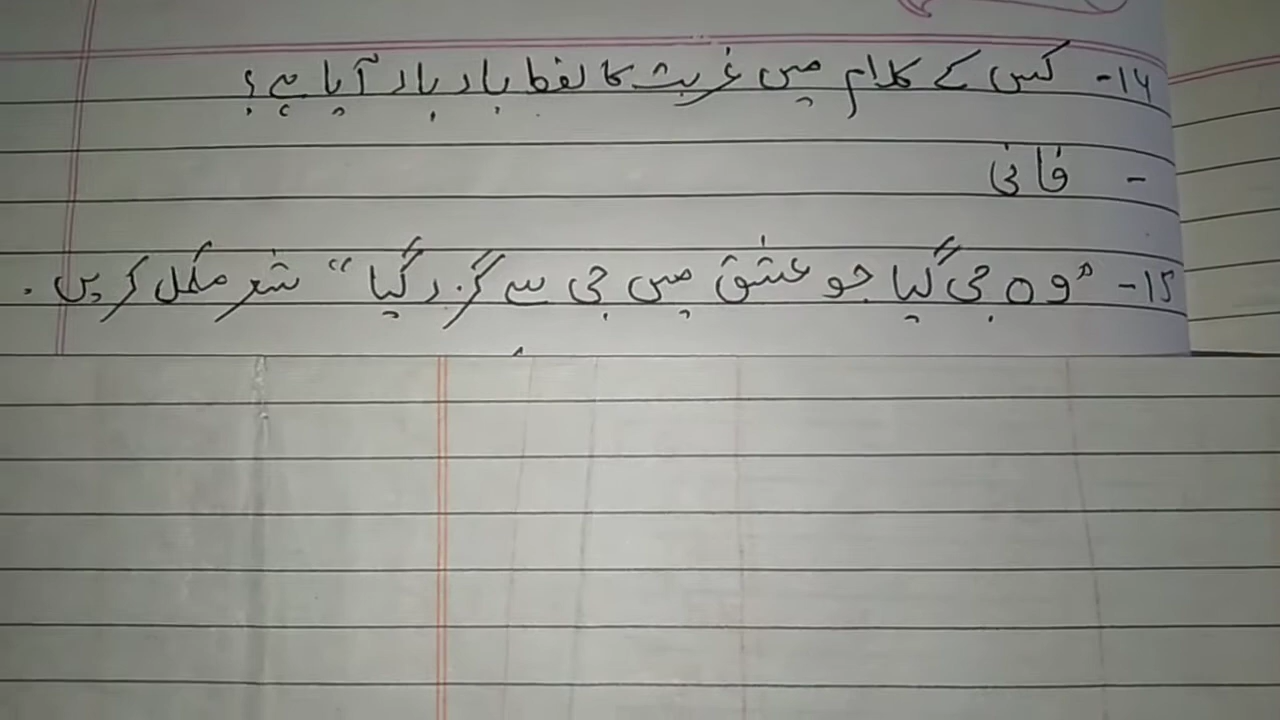 ۱۴- کس کے کلام میں غربت کا لفظ بار بار آیا ہے؟
- فانی
۱۵- "وہ جی گیا جو عشق میں جی سے گزر گیا" شعر مکمل کریں.